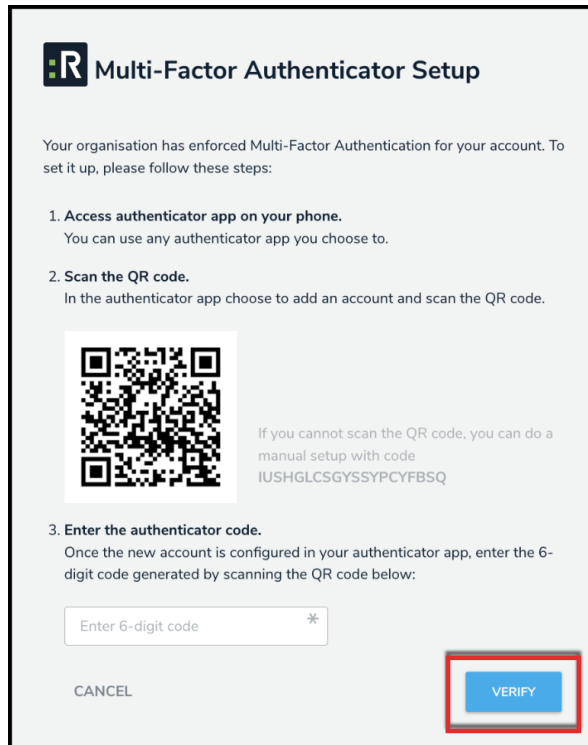 :R Multi-Factor Authenticator Setup
Your organisation has enforced Multi-Factor Authentication for your account. To
set it up, please follow these steps:
1. Access authenticator app on your phone.
You can use any authenticator app you choose to.
2. Scan the QR code.
In the authenticator app choose to add an account and scan the QR code.
If you cannot scan the QR code, you can do a
manual setup with code
IUSHGLCSGYSSYPCYFBSQ
3. Enter the authenticator code.
Once the new account is configured in your authenticator app, enter the 6-
digit code generated by scanning the QR code below:
Enter 6-digit code *
CANCEL
VERIFY